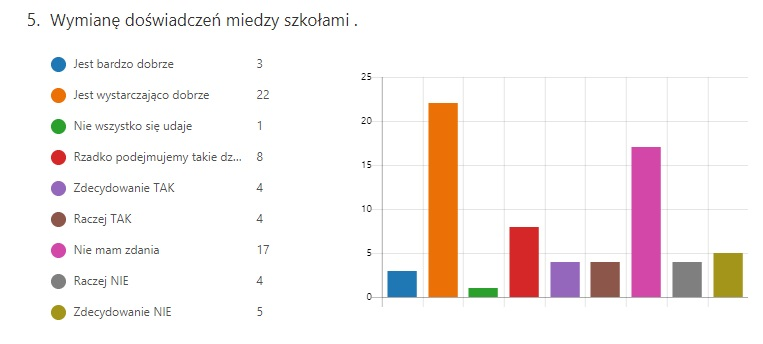 5. Wymianę doświadczeń miedzy szkołami .
Jest bardzo dobrze 3
Jest wystarczająco dobrze 22
Nie wszystko się udaje 1
Rzadko podejmujemy takie dz... 8
Zdecydowanie TAK 4
Raczej TAK 4
Nie mam zdania 17
Raczej NIE 4
Zdecydowanie NIE 5
25
20
15
10
5
0